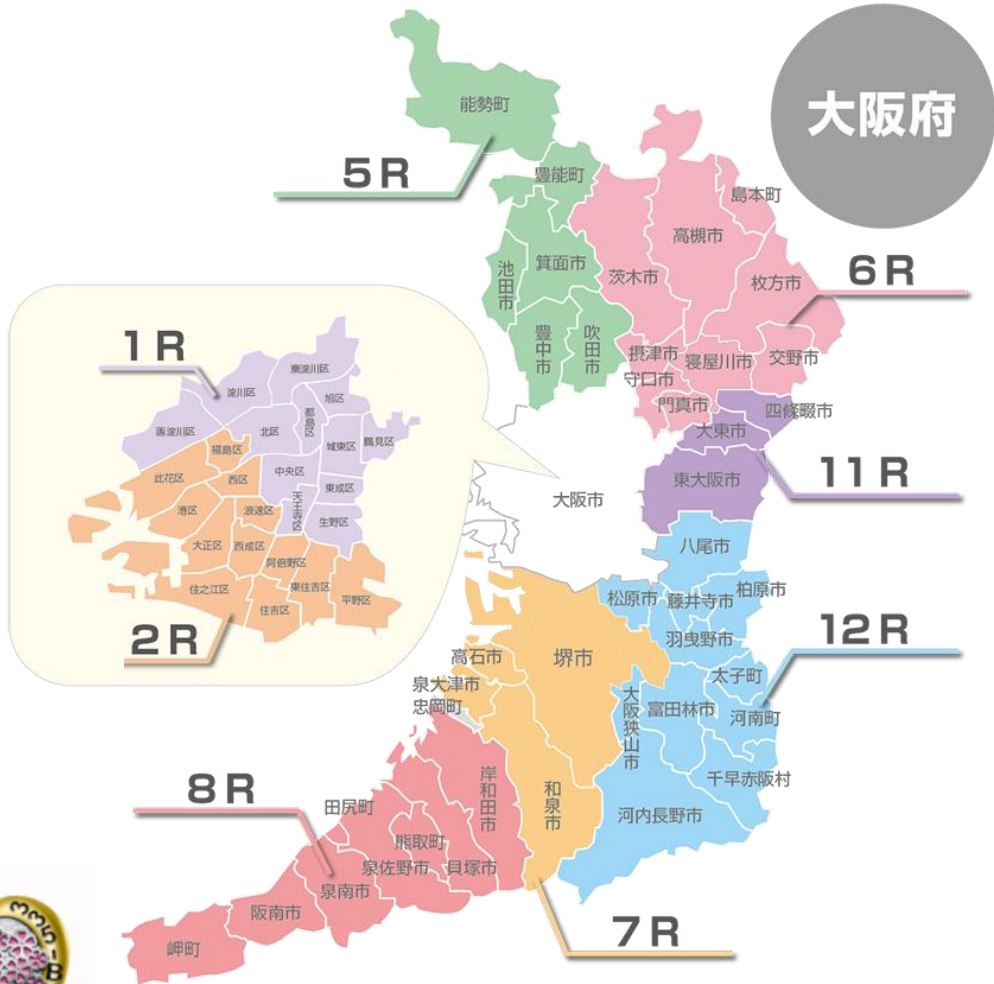 大阪府
能勢町
5R
豊能町
島本町
高槻市
箕面市
池田市
茨木市
枚方市
6R
豊中市
吹田市
摂津市
寝屋川市
交野市
守口市
門真市
四條畷市
大東市
東大阪市
11R
大阪市
1R
東淀川区
淀川区
旭区
都島区
西淀川区
北区
城東区
鶴見区
福島区
中央区
此花区
西区
東成区
天王寺区
港区
浪速区
生野区
大正区
西成区
阿倍野区
住之江区
東住吉区
平野区
住吉区
2R
八尾市
柏原市
松原市
藤井寺市
羽曳野市
12R
太子町
高石市
堺市
泉大津市
忠岡町
大阪狭山市
富田林市
河南町
千早赤阪村
河内長野市
8R
岸和田市
和泉市
田尻町
熊取町
泉佐野市
貝塚市
泉南市
阪南市
岬町
7R
335-B